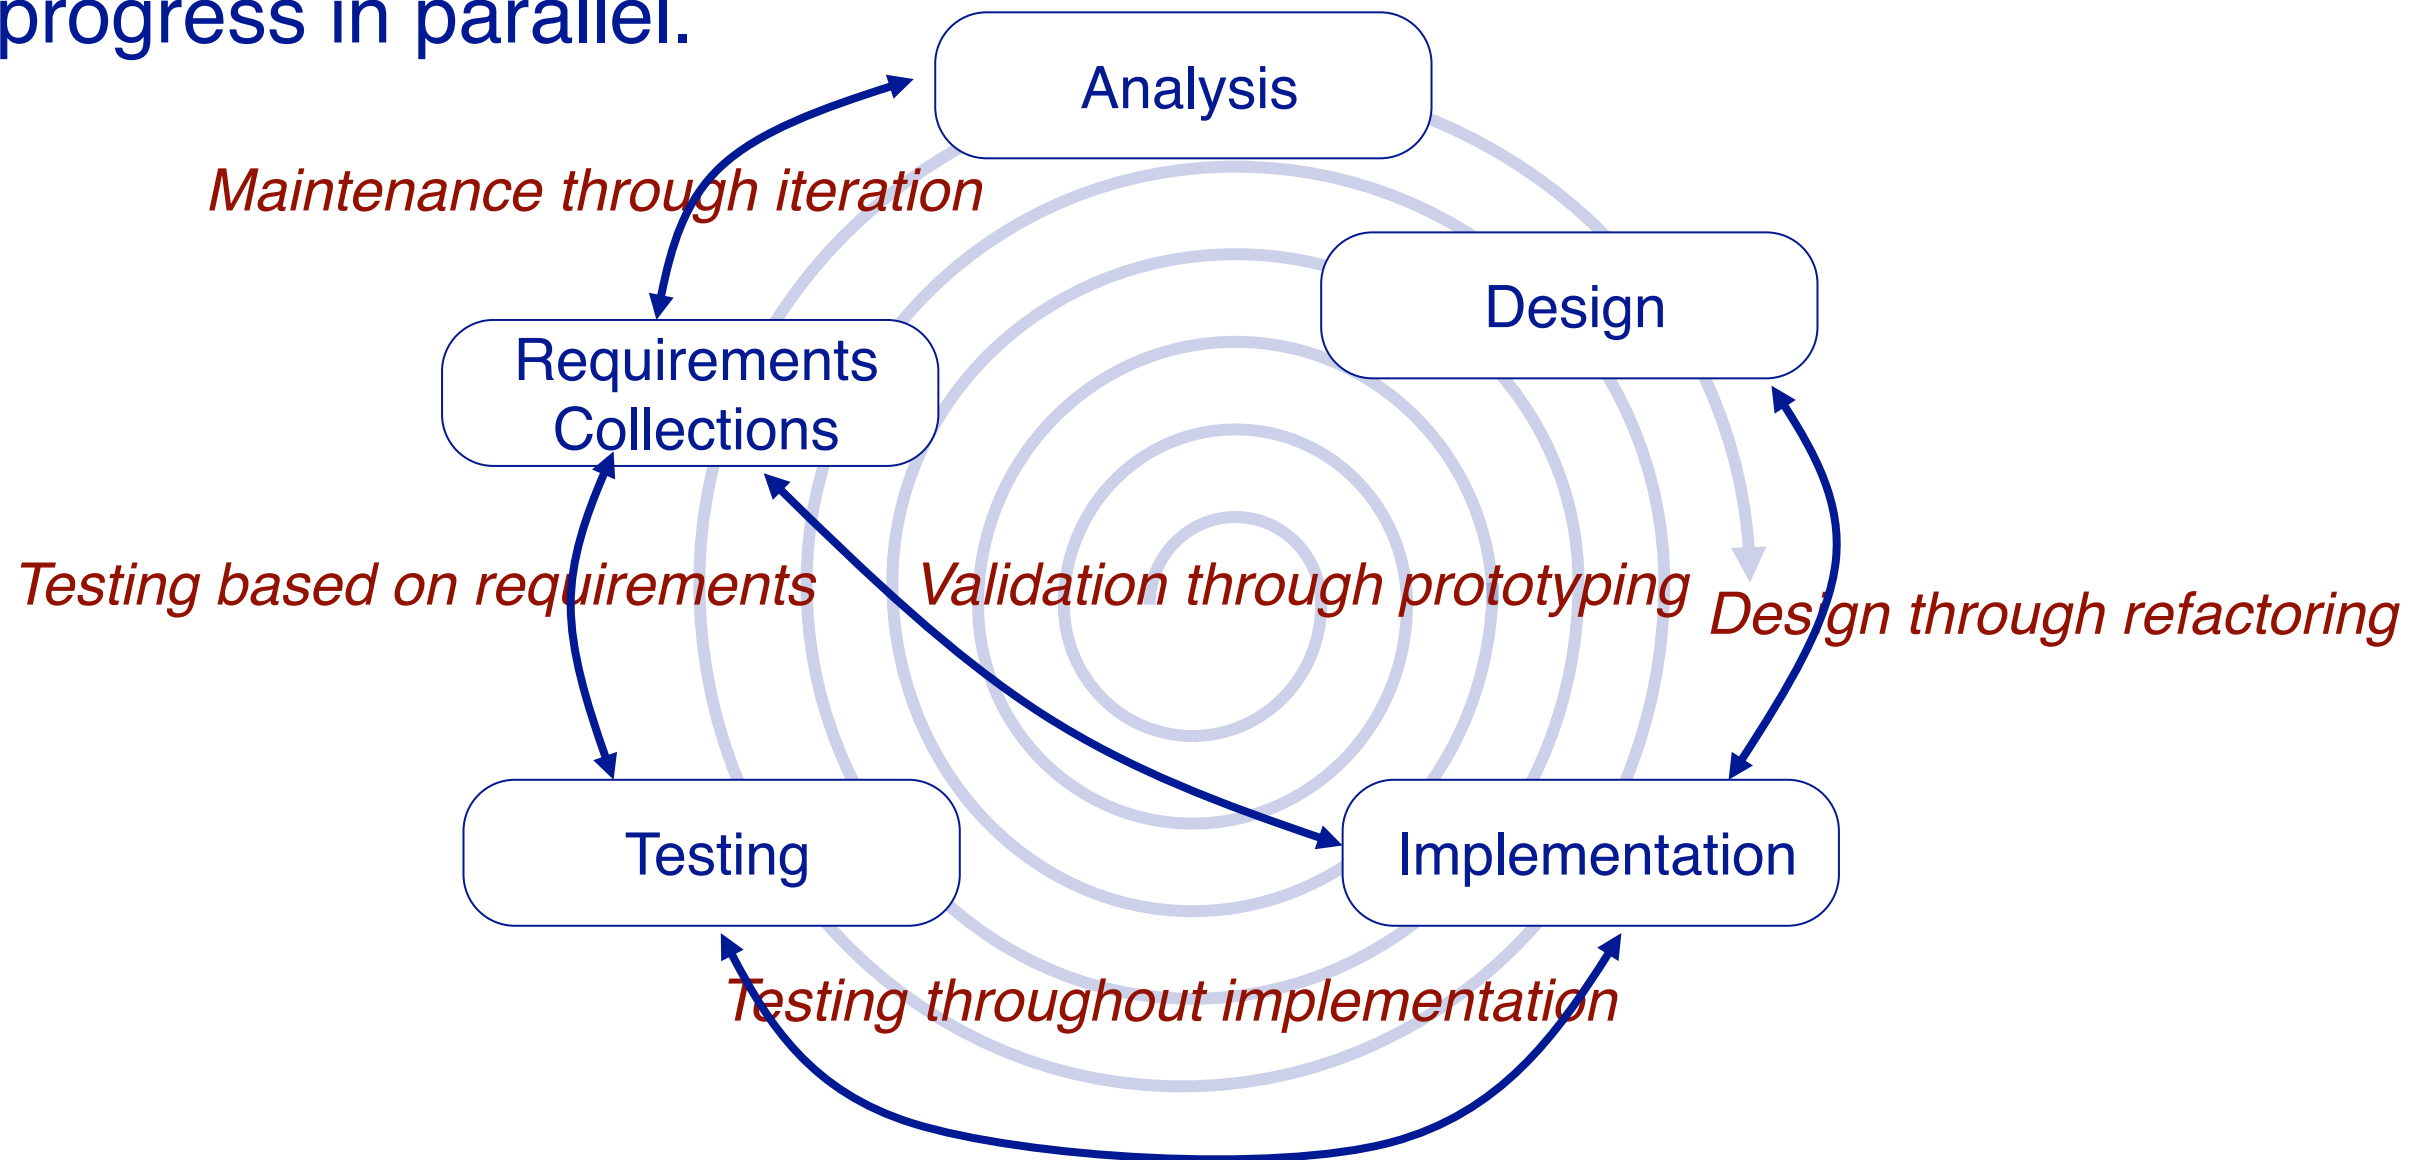 progress in parallel.
Analysis
Maintenance through iteration
Design
Requirements
Collections
Testing based on requirements
Validation through prototyping
Design through refactoring
Testing
Implementation
Testing throughout implementation